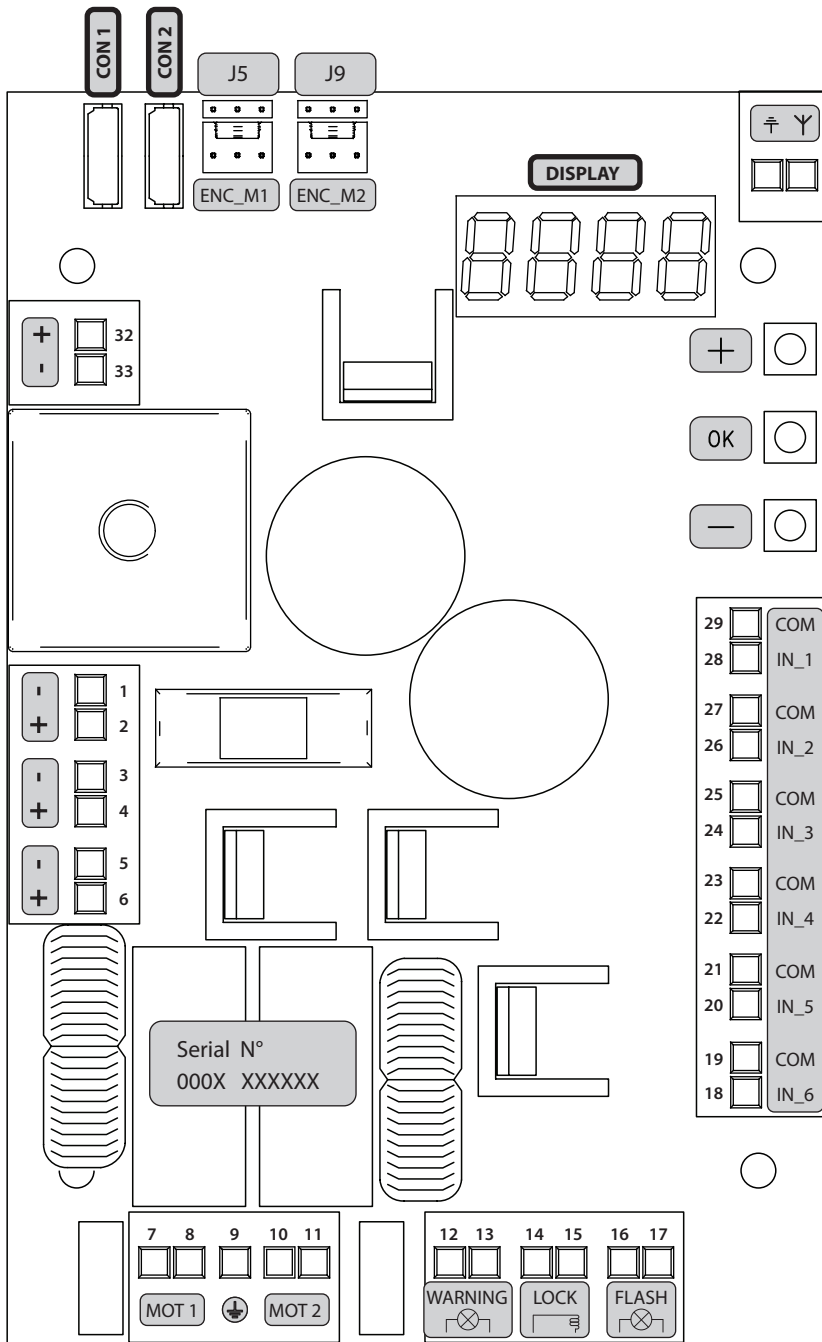 CON 1
CON 2
J5
J9
ENC_M1
ENC_M2
DISPLAY
+ 32
- 33
+
OK
-
29 COM
28 IN_1
27 COM
26 IN_2
25 COM
24 IN_3
23 COM
22 IN_4
21 COM
20 IN_5
19 COM
18 IN_6
- 1
+ 2
- 3
+ 4
- 5
+ 6
Serial N°
000X XXXXXX
7 8 9 10 11
MOT 1 MOT 2
12 13 14 15 16 17
WARNING LOCK FLASH